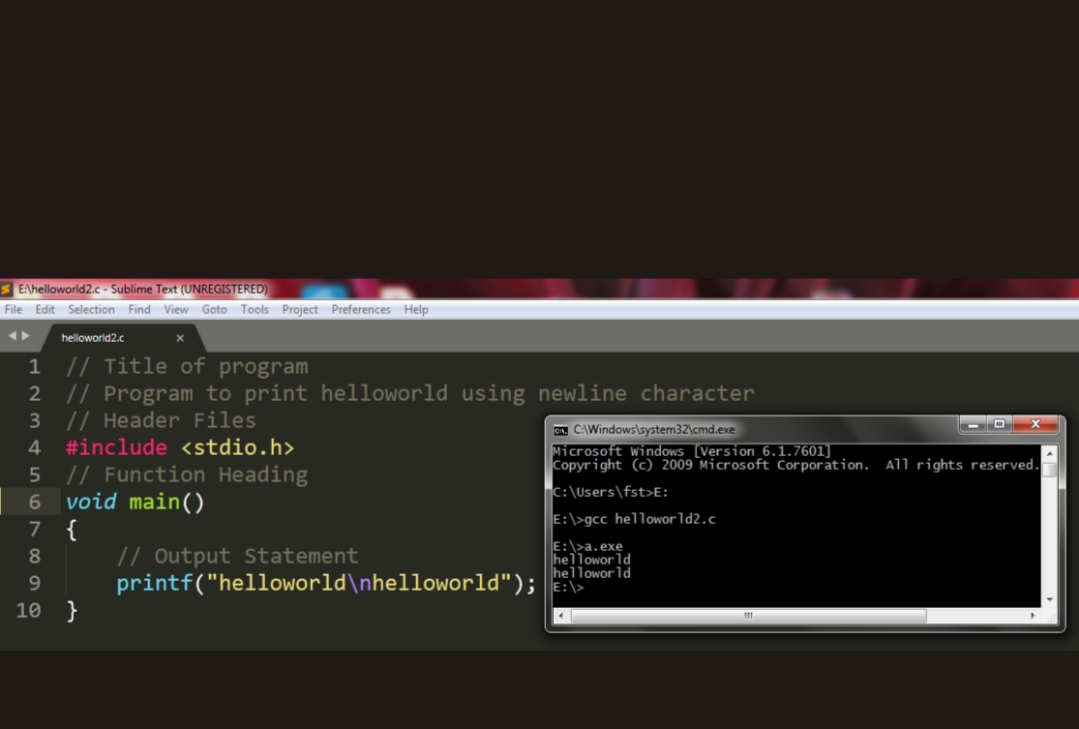 E:\helloworld2.c - Sublime Text (UNREGISTERED)
File Edit Selection Find View Goto Tools Project Preferences Help
helloworld2.c x
1 // Title of program
2 // Program to print helloworld using newline character
3 // Header Files
4 #include <stdio.h>
5 // Function Heading
6 void main()
7 {
8 // Output Statement
9 printf("helloworld\nhelloworld");
10 }
C:\Windows\system32\cmd.exe
Microsoft Windows [Version 6.1.7601]
Copyright (c) 2009 Microsoft Corporation. All rights reserved.
C:\Users\fst>E:
E:\>gcc helloworld2.c
E:\>a.exe
helloworld
helloworld
E:\>